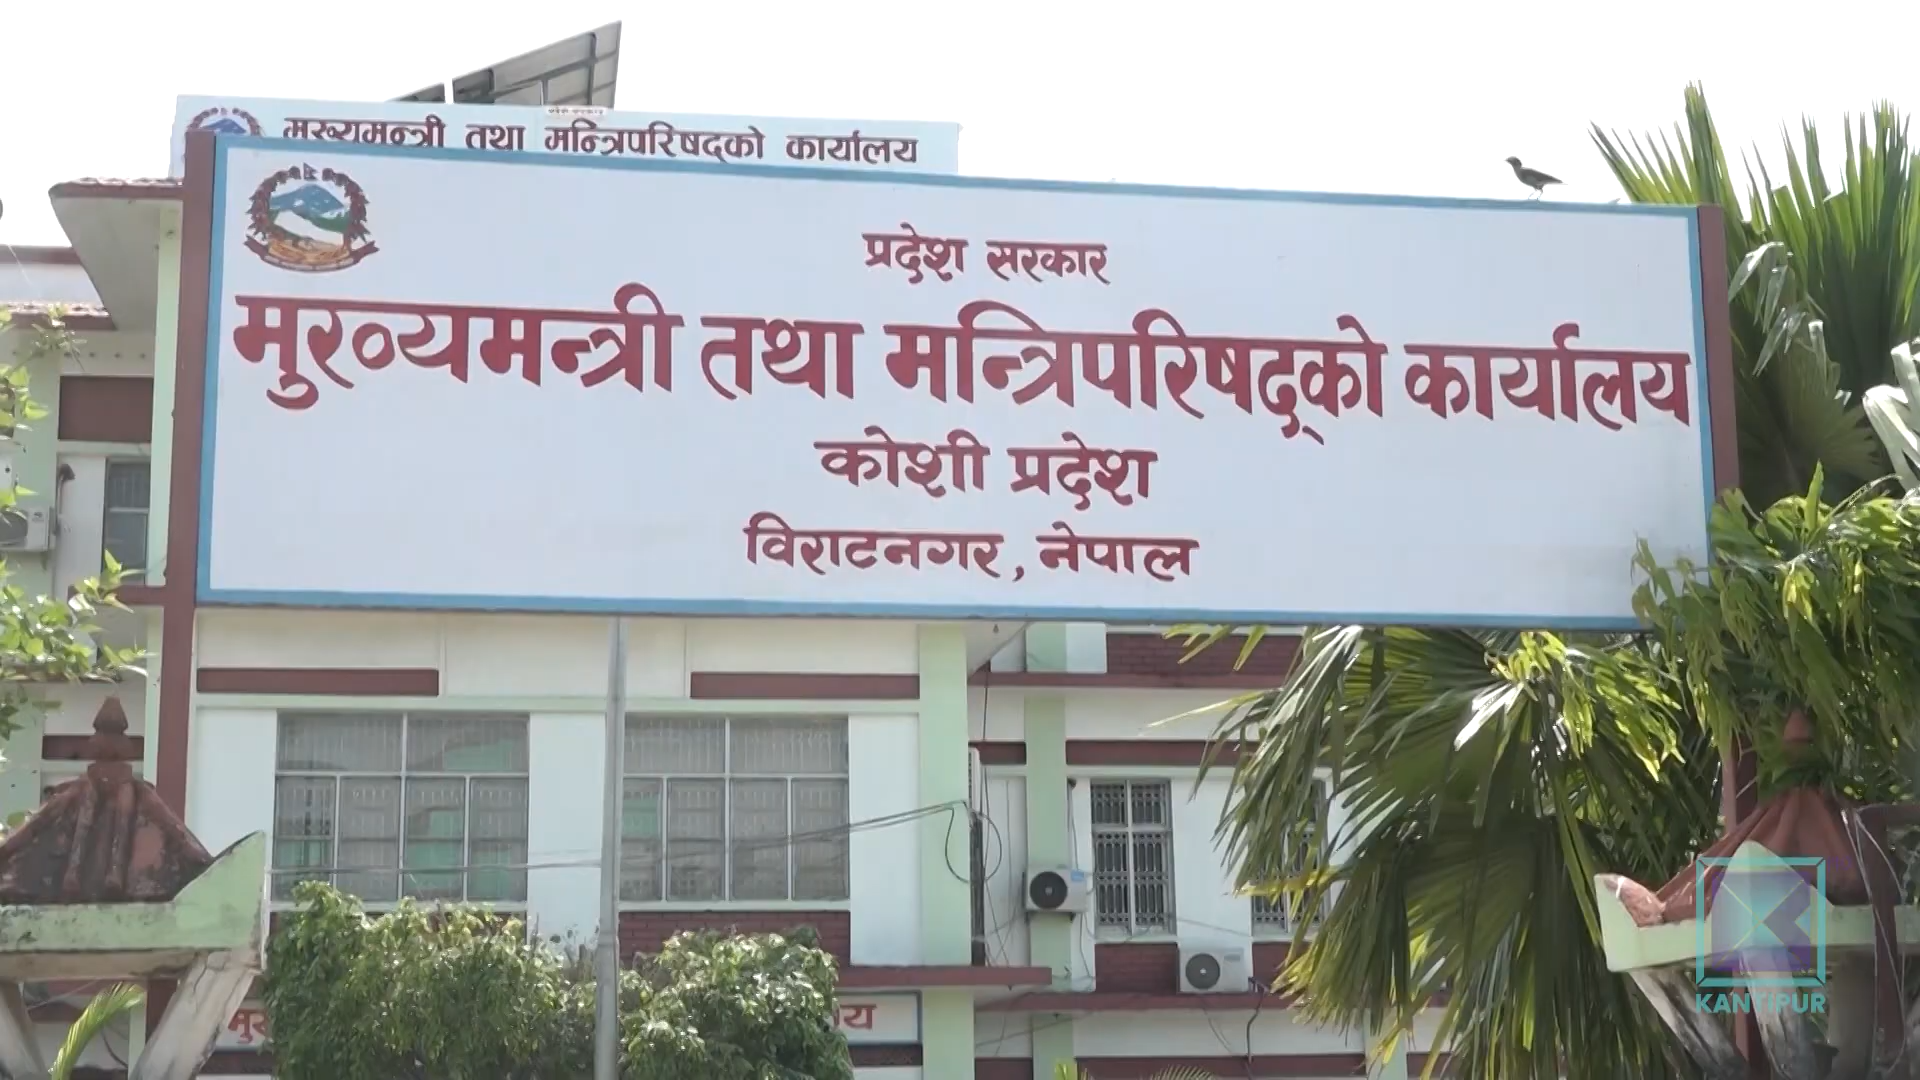 मुख्यमन्त्री तथा मन्त्रिपरिषद्को कार्यालय
प्रदेश सरकार
मुख्यमन्त्री तथा मन्त्रिपरिषद्को कार्यालय
कोशी प्रदेश
विराटनगर, नेपाल
KANTIPUR